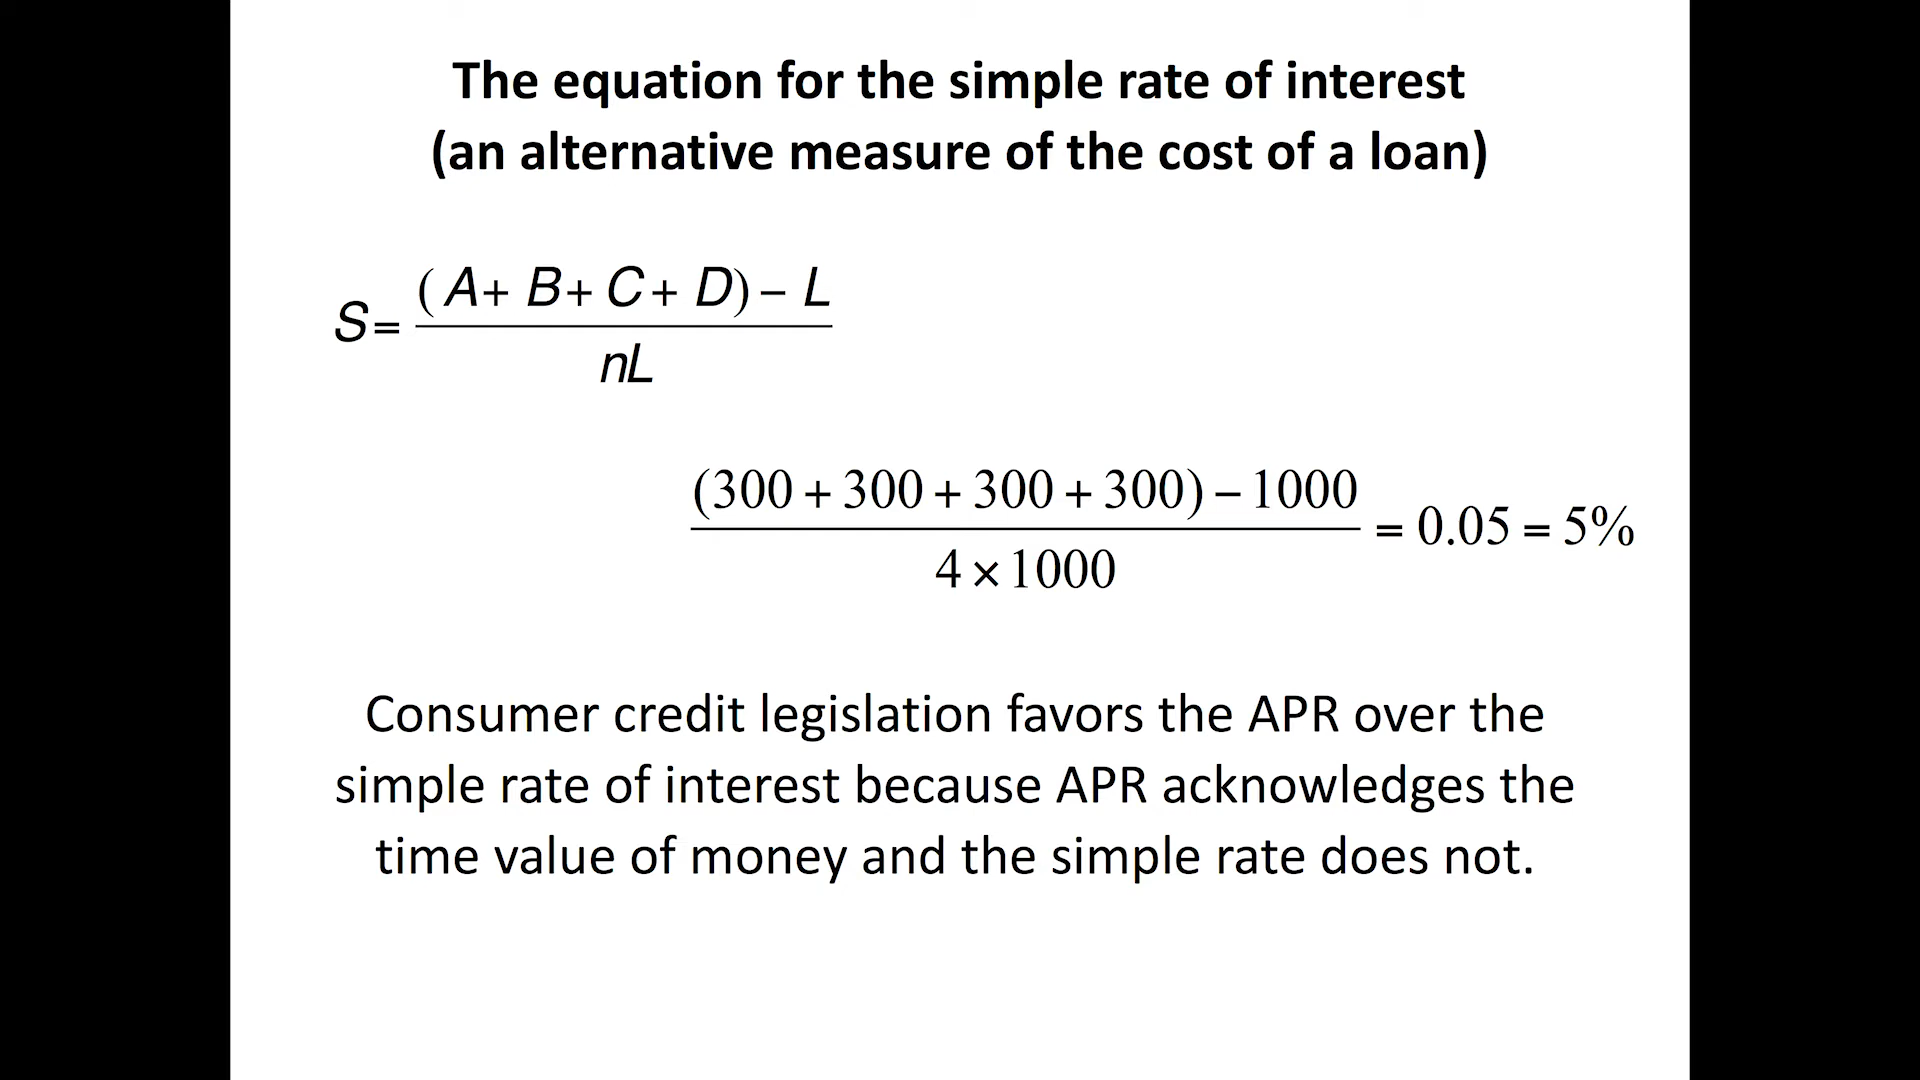 The equation for the simple rate of interest
(an alternative measure of the cost of a loan)
S = \frac{(A + B + C + D) − L}{nL}
\frac{(300 + 300 + 300 + 300) − 1000}{4 × 1000} = 0.05 = 5%
Consumer credit legislation favors the APR over the
simple rate of interest because APR acknowledges the
time value of money and the simple rate does not.